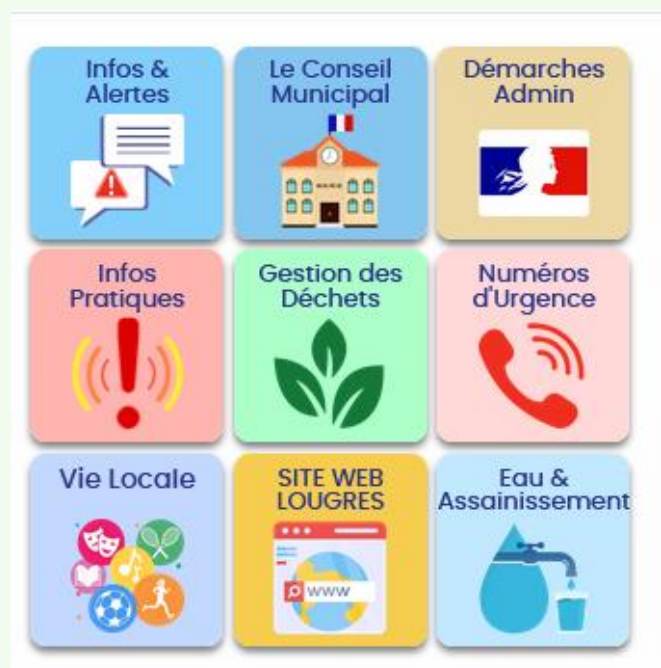 Infos &
Alertes
Le Conseil
Municipal
Démarches
Admin
Infos
Pratiques
Gestion des
Déchets
Numéros
d'Urgence
Vie Locale
SITE WEB
LOUGRES
WWW
Eau &
Assainissement